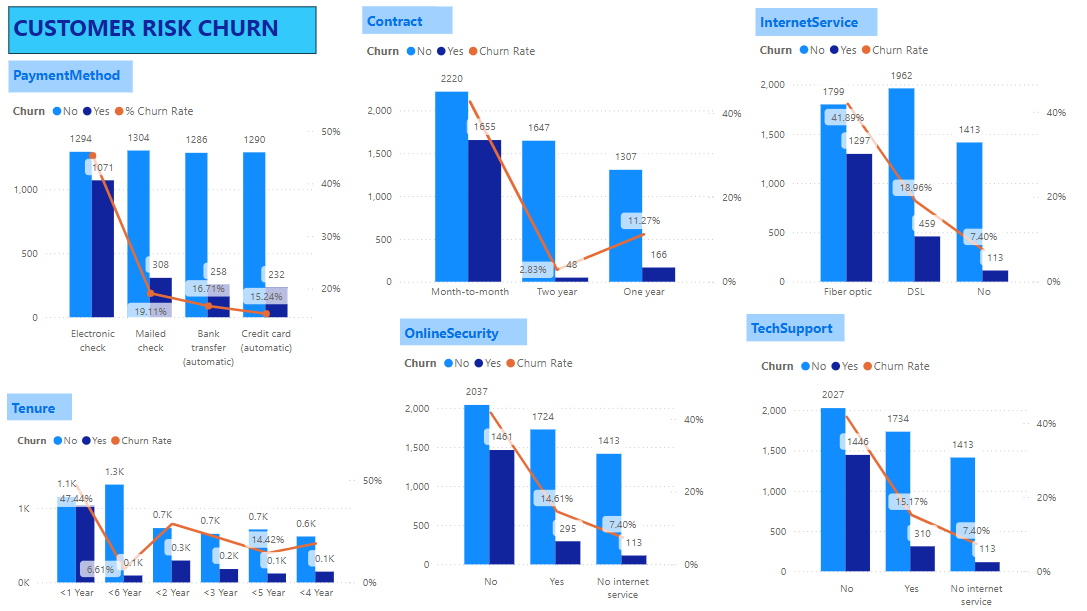 CUSTOMER RISK CHURN
PaymentMethod
Churn No Yes % Churn Rate
1294 1304 1286 1290
50%
1071
1,000
40%
30%
500
308 258 232
20%
19.11% 16.71% 15.24%
0
Electronic check
Mailed check
Bank transfer (automatic)
Credit card (automatic)
Contract
Churn No Yes Churn Rate
2220
2,000
40%
1655 1647
1,500
1307
1,000
20%
11.27%
500
2.83% 48 166
0 0%
Month-to-month Two year One year
InternetService
Churn No Yes Churn Rate
1962
2,000
1799
41.89%
40%
1,500
1297 1413
1,000
18.96%
20%
500
459
7.40%
113
0 0%
Fiber optic DSL No
Tenure
Churn No Yes Churn Rate
1.3K
1.1K
50%
47.44%
1K
0.7K 0.7K 0.7K 0.6K
14.42%
0.3K 0.2K 0.1K 0.1K
6.61% 0.1K
0K 0%
<1 Year <6 Year <2 Year <3 Year <5 Year <4 Year
OnlineSecurity
Churn No Yes Churn Rate
2037
2,000
40%
1724
1461
1,500
1413
1,000
20%
14.61%
500
295
7.40%
113
0 0%
No Yes No internet service
TechSupport
Churn No Yes Churn Rate
2027
2,000
40%
1734
1446
1,500
1413
1,000
20%
15.17%
500
310
7.40%
113
0 0%
No Yes No internet service